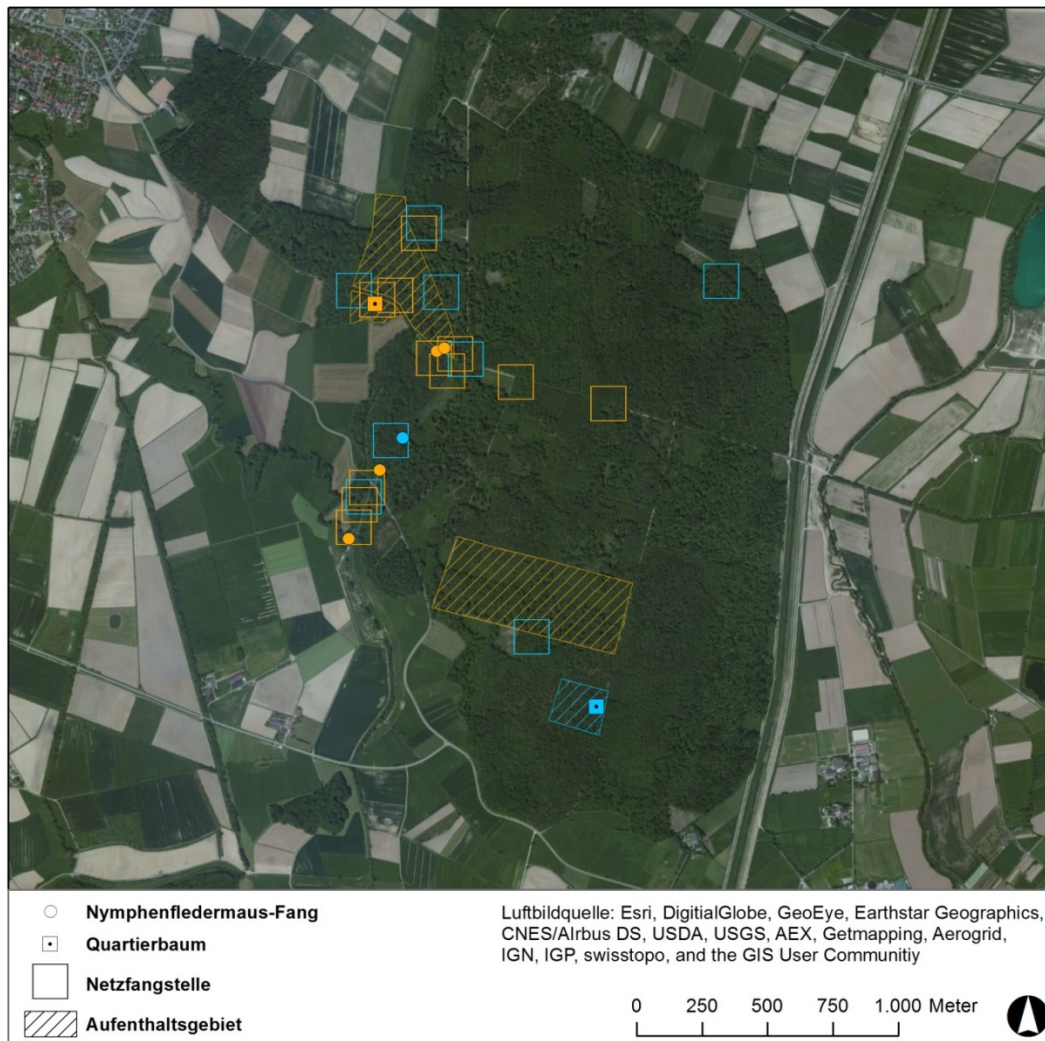 Nymphenfledermaus-Fang
Quartierbaum
Netzfangstelle
Aufenthaltsgebiet
Luftbildquelle: Esri, DigitialGlobe, GeoEye, Earthstar Geographics,
CNES/AIrbus DS, USDA, USGS, AEX, Getmapping, Aerogrid,
IGN, IGP, swisstopo, and the GIS User Communitiy
0 250 500 750 1.000 Meter